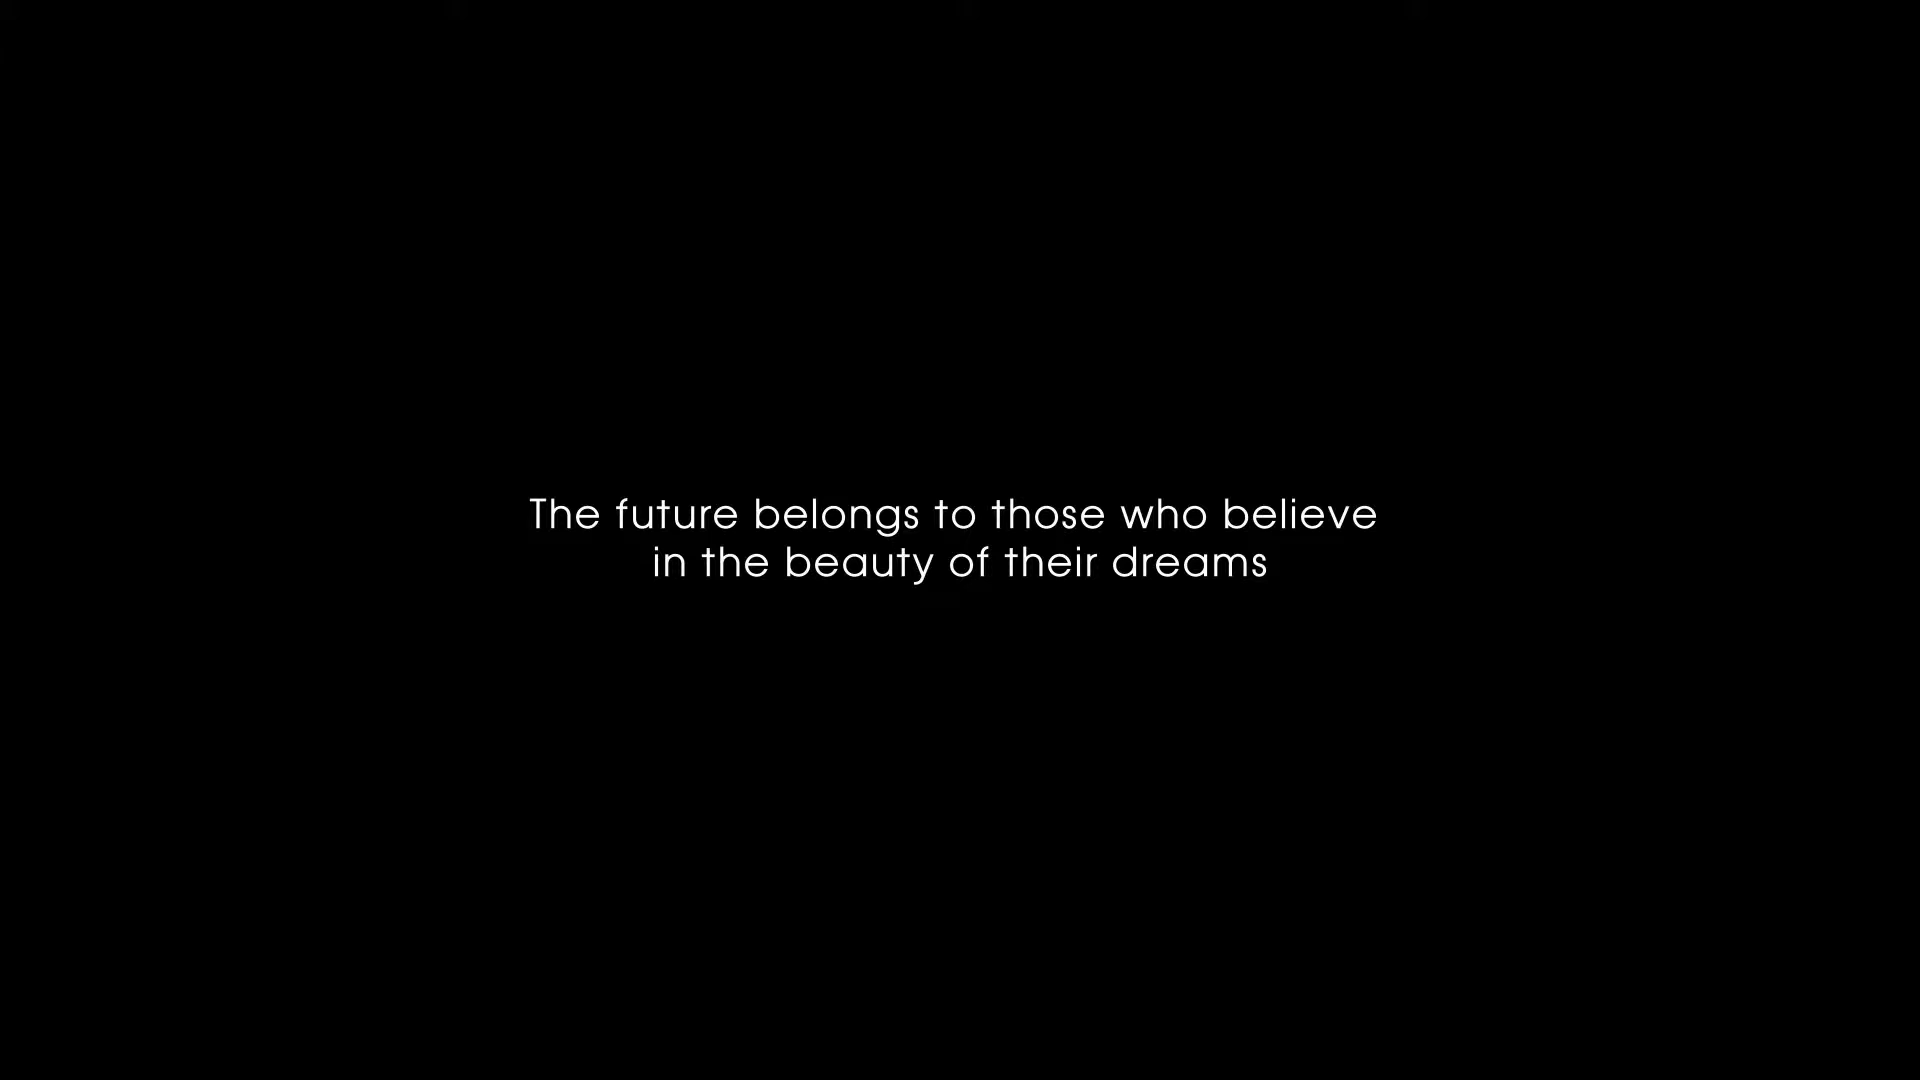 The future belongs to those who believe
in the beauty of their dreams